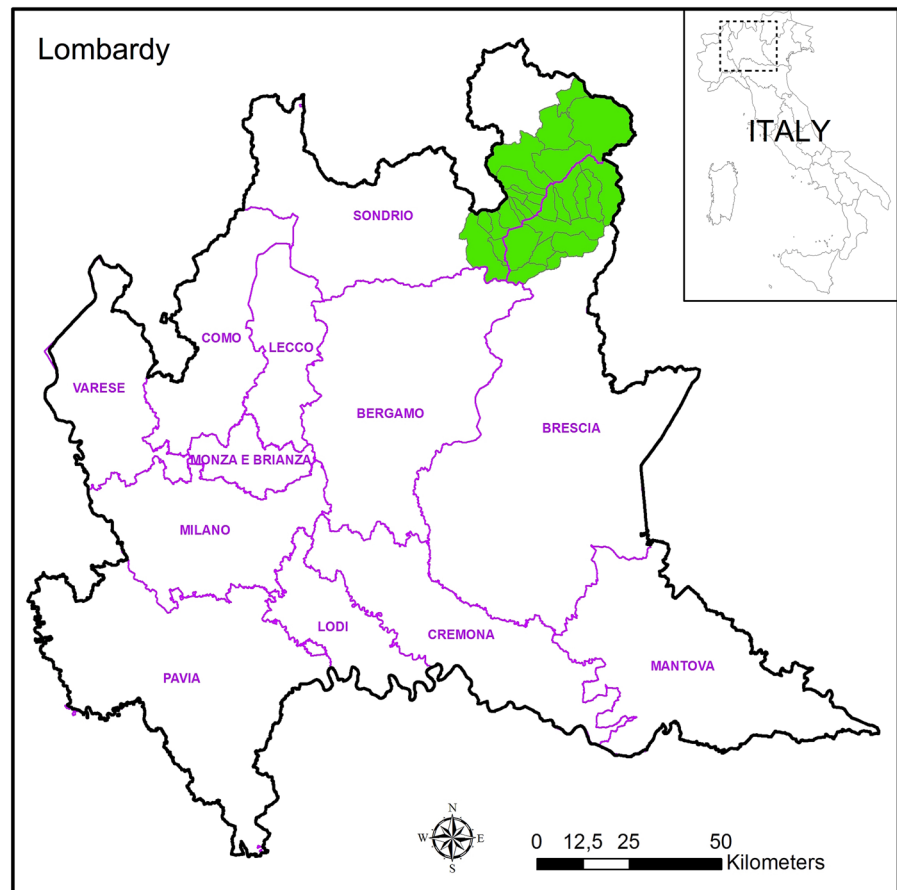 Lombardy
ITALY
SONDRIO
COMO
LECCO
VARESE
BERGAMO
BRESCIA
MONZA E BRIANZA
MILANO
LODI
CREMONA
MANTOVA
PAVIA
N
W E
S
0 12,5 25 50
Kilometers